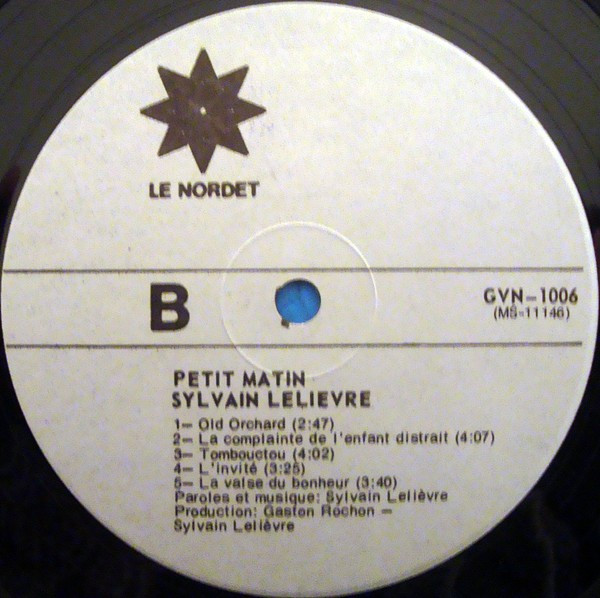 LE NORDET
B
GVN-1006
(MS-11146)
PETIT MATIN
SYLVAIN LELIEVRE
1- Old Orchard (2:47)
2- La complainte de l'enfant distrait (4:07)
3- Tombouctou (4:02)
4- L'invité (3:25)
5- La valse du bonheur (3:40)
Paroles et musique: Sylvain Lelièvre
Production: Gaston Rochon -
Sylvain Lelièvre